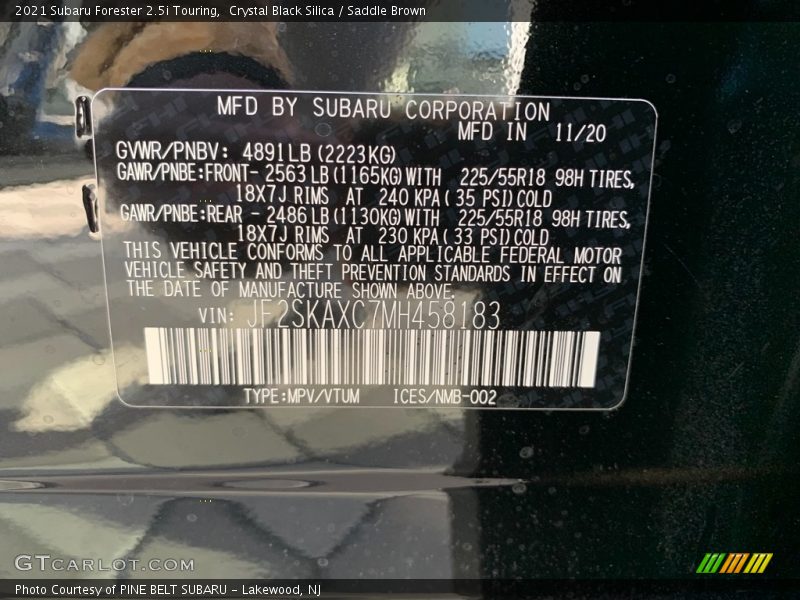 2021 Subaru Forester 2.5i Touring,  Crystal Black Silica / Saddle Brown
MFD BY SUBARU CORPORATION
MFD IN 11/20
GVWR/PNBV: 4891LB(2223KG)
GAWR/PNBE:FRONT- 2563LB(1165KG)WITH 225/55R18 98H TIRES,
18X7J RIMS AT 240 KPA( 35 PSI)COLD
GAWR/PNBE:REAR - 2486LB(1130KG)WITH 225/55R18 98H TIRES,
18X7J RIMS AT 230 KPA( 33 PSI)COLD
THIS VEHICLE CONFORMS TO ALL APPLICABLE FEDERAL MOTOR
VEHICLE SAFETY AND THEFT PREVENTION STANDARDS IN EFFECT ON
THE DATE OF MANUFACTURE SHOWN ABOVE.
VIN: JF2SKAXC7MH458183
TYPE:MPV/VTUM ICES/NMB-002
GTCARLOT.COM
Photo Courtesy of PINE BELT SUBARU - Lakewood, NJ